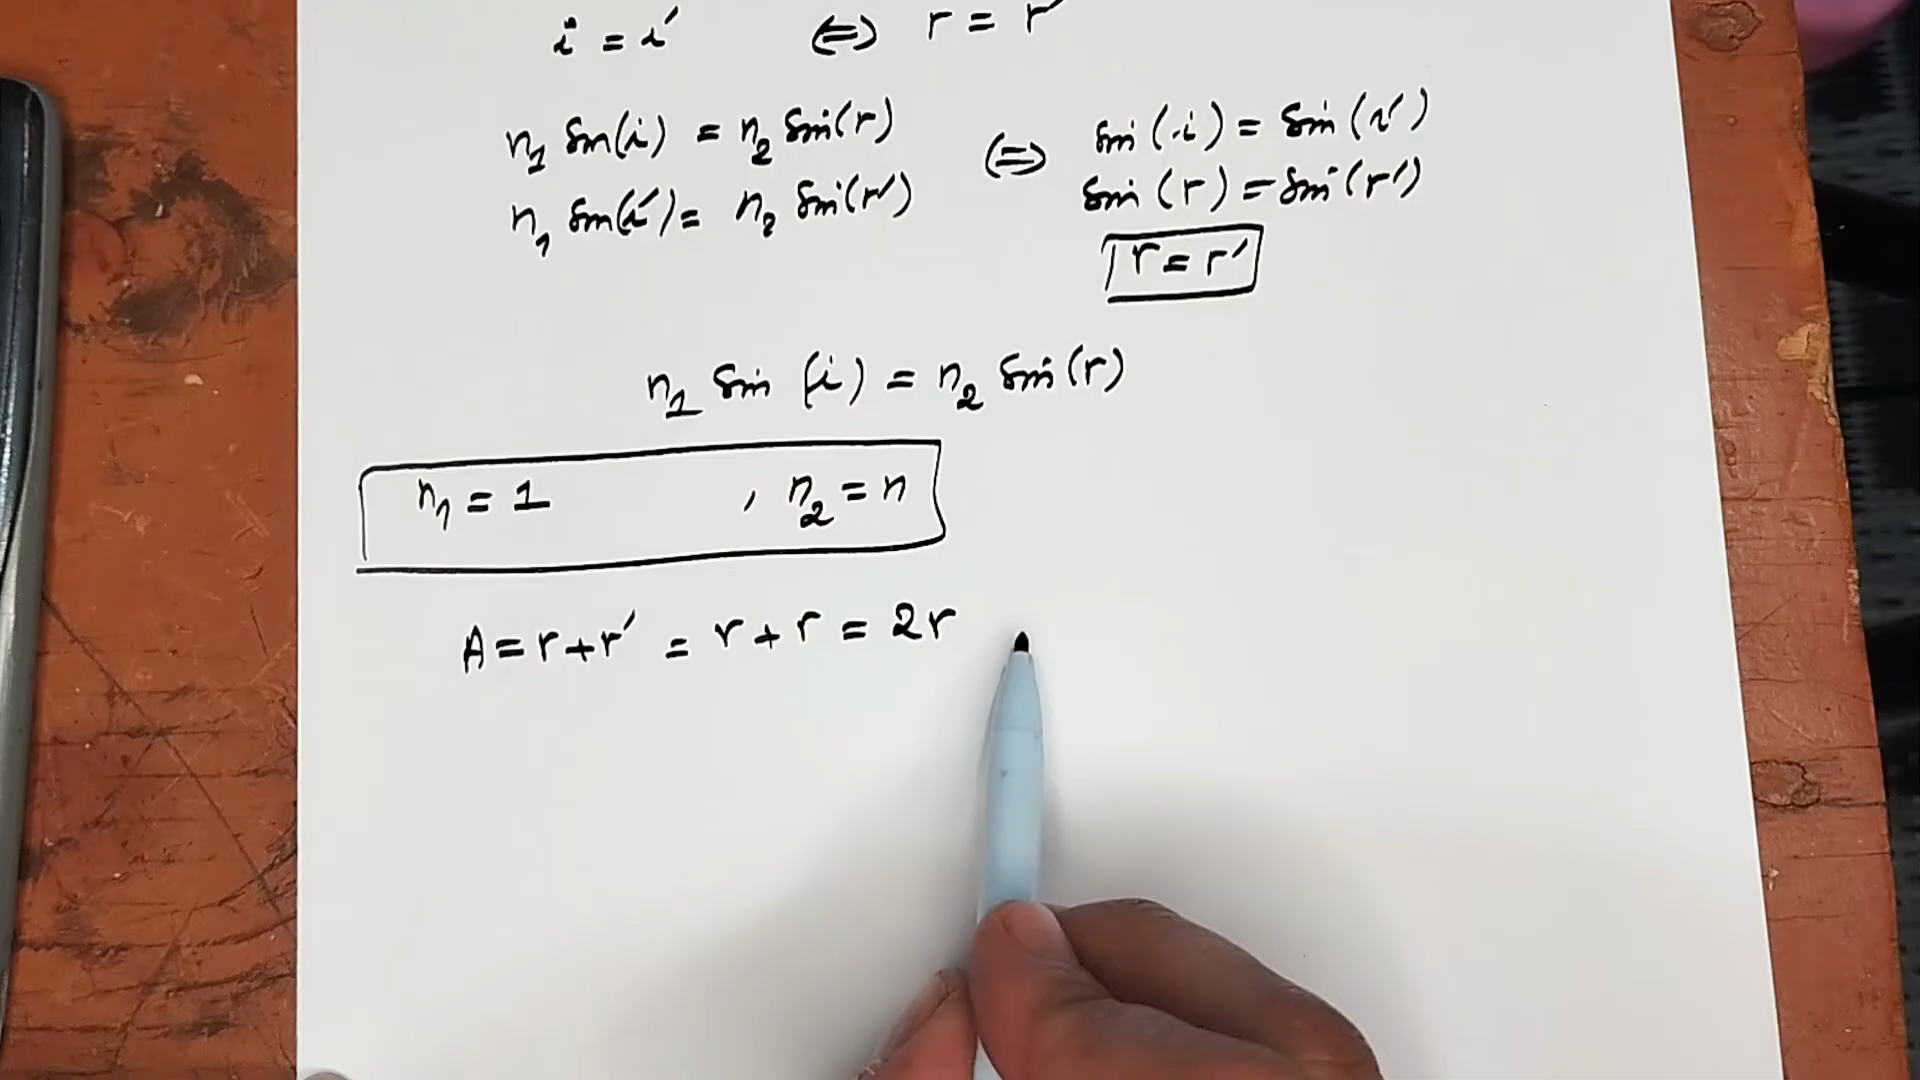 i = i' ⇔ r = r'
n₁ sin(i) = n₂ sin(r) ⇔ sin(i) = sin(i')
n₁ sin(i') = n₂ sin(r') sin(r) = sin(r')
r = r'
n₁ sin(i) = n₂ sin(r)
n₁ = 1 , n₂ = n
A = r + r' = r + r = 2r